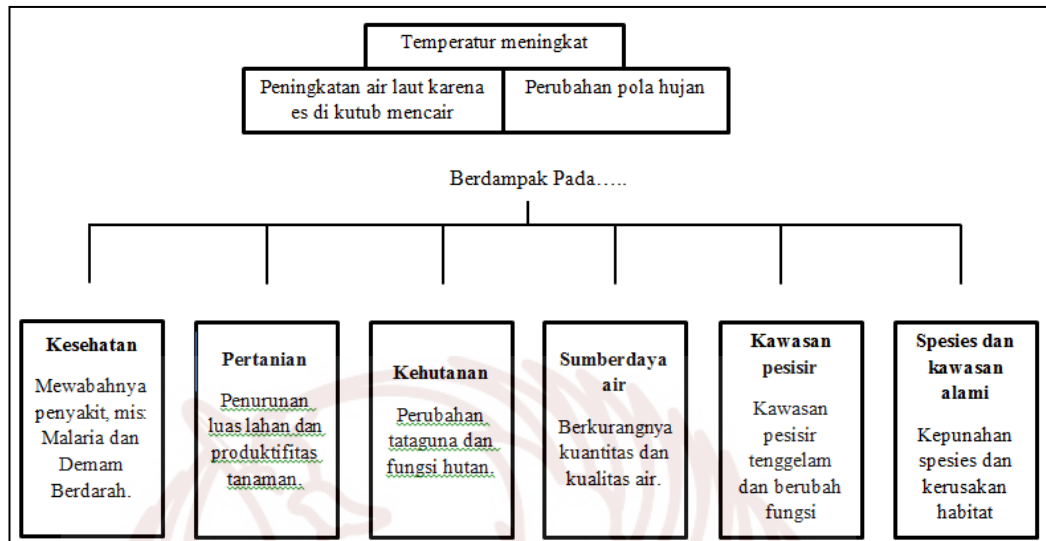 Temperatur meningkat
Peningkatan air laut karena
es di kutub mencair
Perubahan pola hujan
Berdampak Pada…..
Kesehatan
Mewabahnya
penyakit, mis:
Malaria dan
Demam
Berdarah.
Pertanian
Penurunan
luas lahan dan
produktifitas
tanaman.
Kehutanan
Perubahan
tataguna dan
fungsi hutan.
Sumberdaya
air
Berkurangnya
kuantitas dan
kualitas air.
Kawasan
pesisir
Kawasan
pesisir
tenggelam
dan berubah
fungsi
Spesies dan
kawasan
alami
Kepunahan
spesies dan
kerusakan
habitat